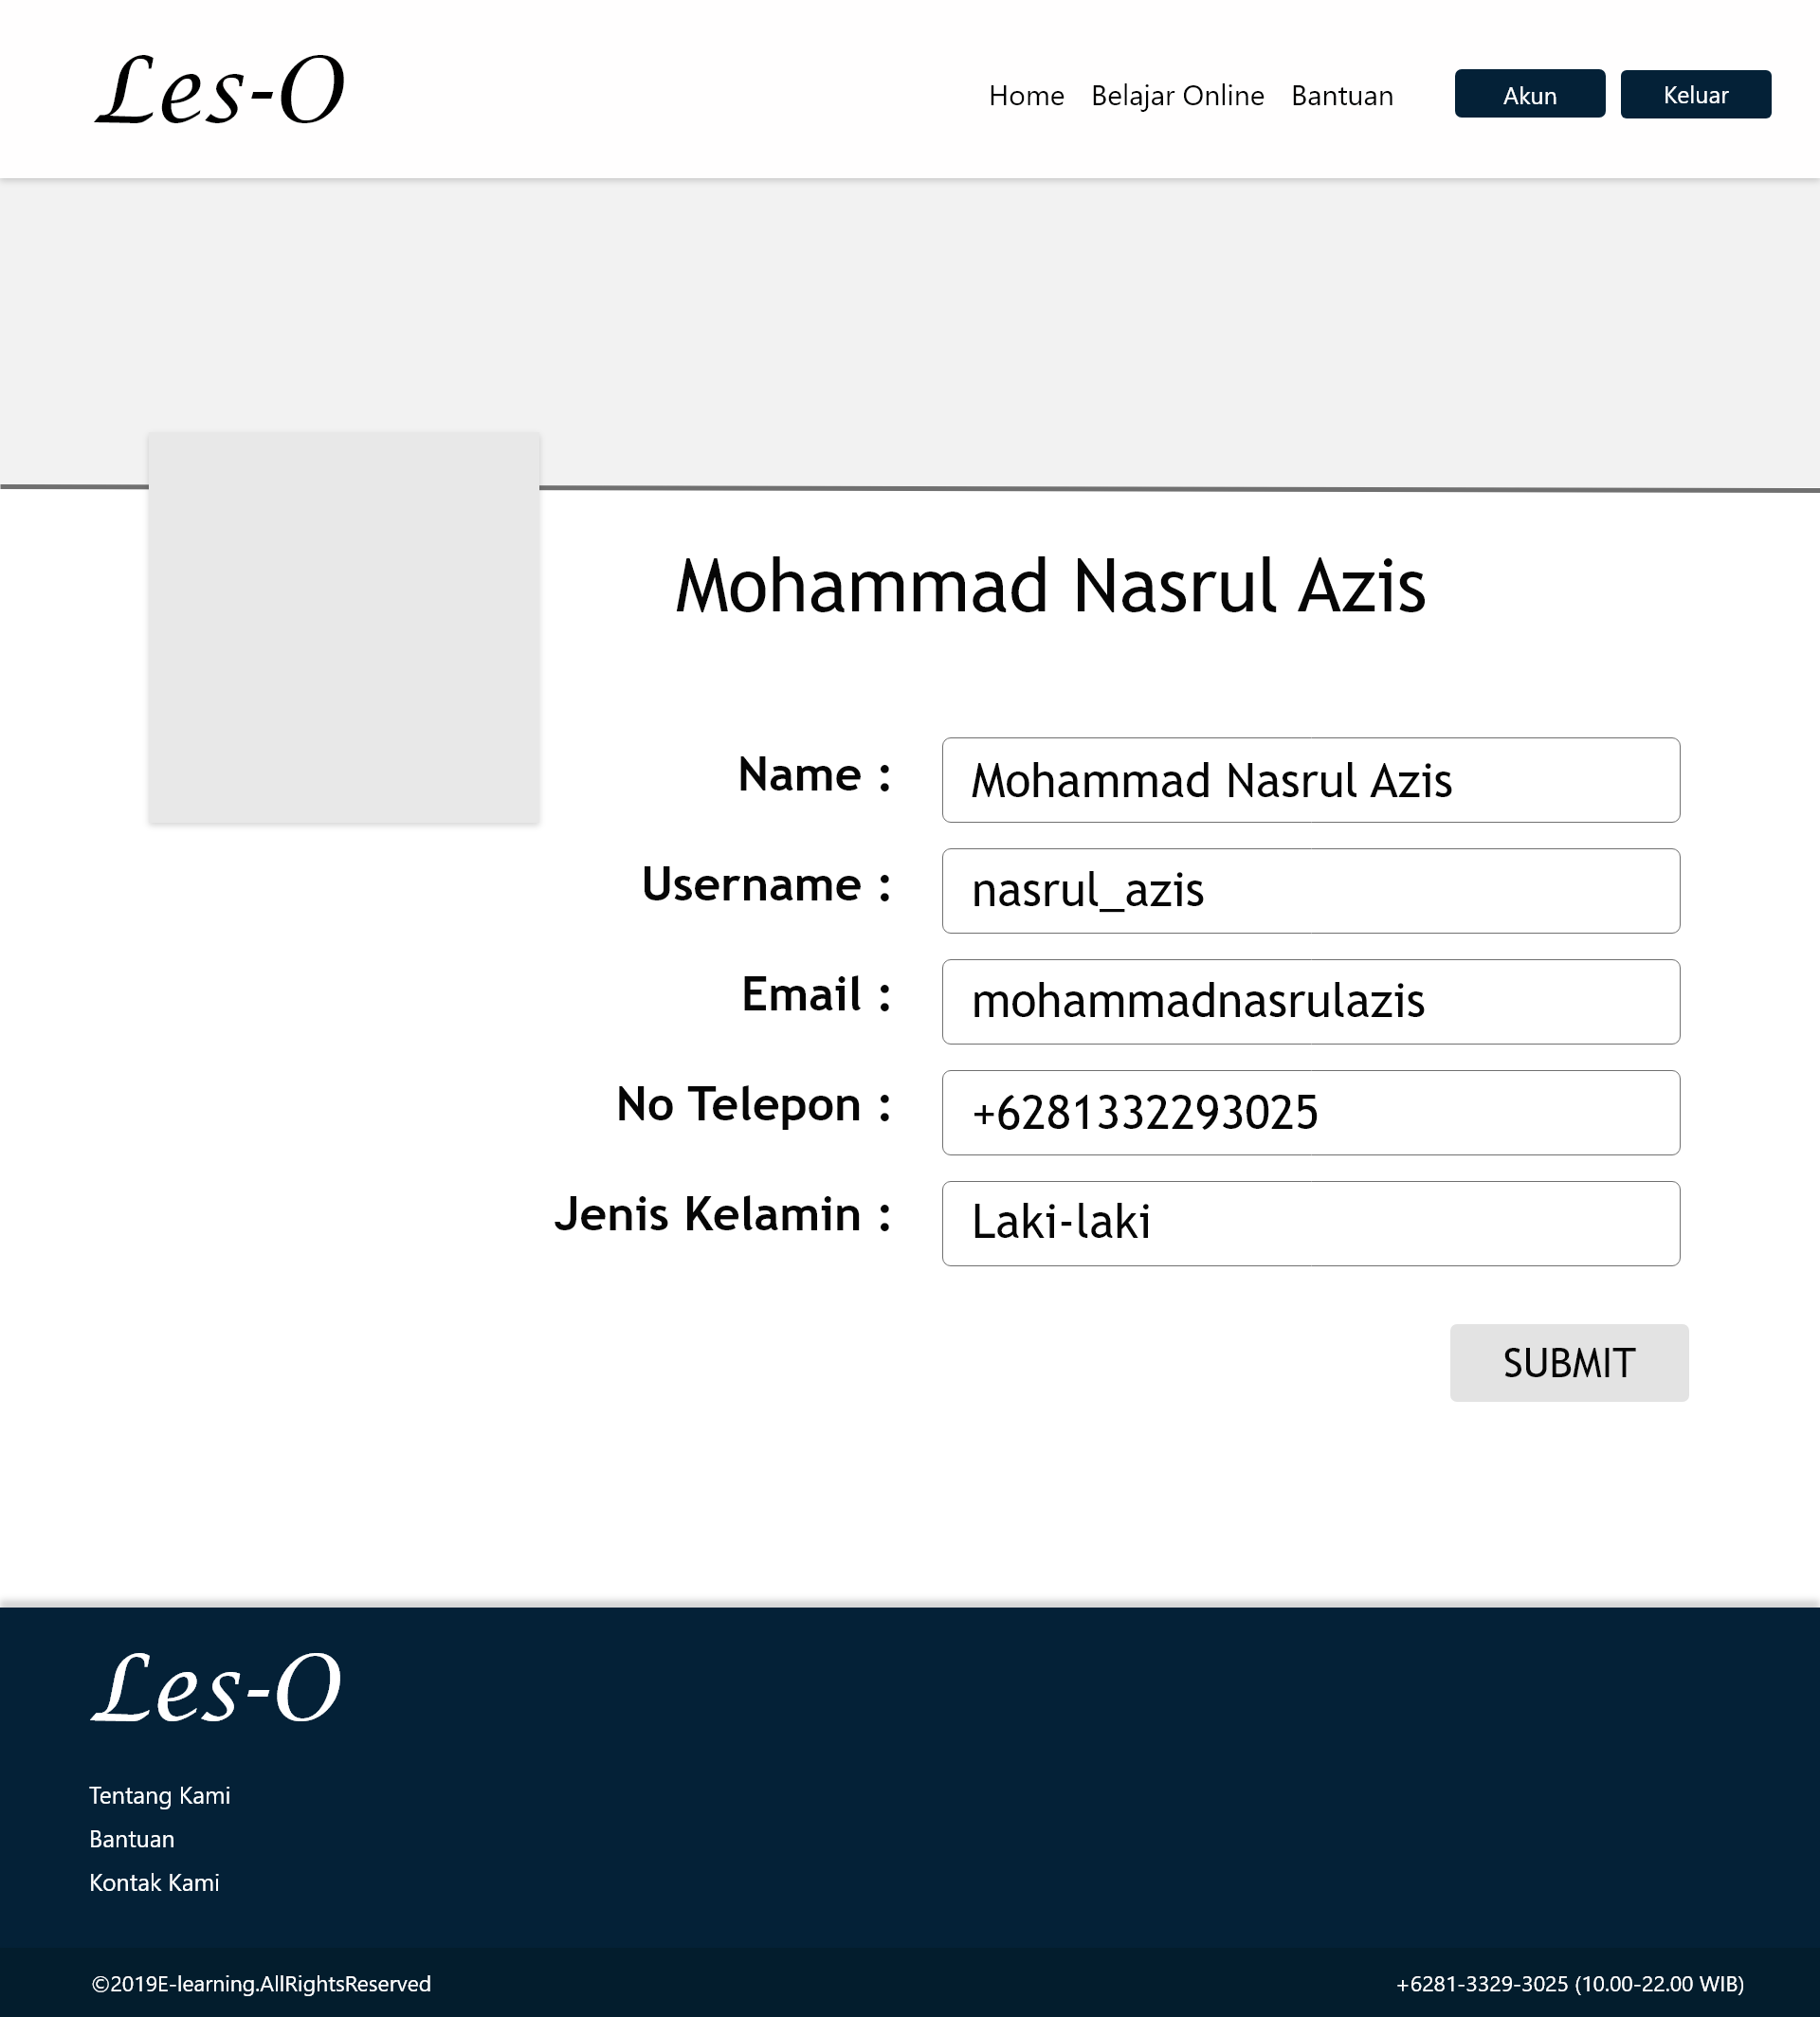 Les-O
Home Belajar Online Bantuan Akun Keluar
Mohammad Nasrul Azis
Name : Mohammad Nasrul Azis
Username : nasrul_azis
Email : mohammadnasrulazis
No Telepon : +6281332293025
Jenis Kelamin : Laki-laki
SUBMIT
Les-O
Tentang Kami
Bantuan
Kontak Kami
©2019E-learning.AllRightsReserved +6281-3329-3025 (10.00-22.00 WIB)